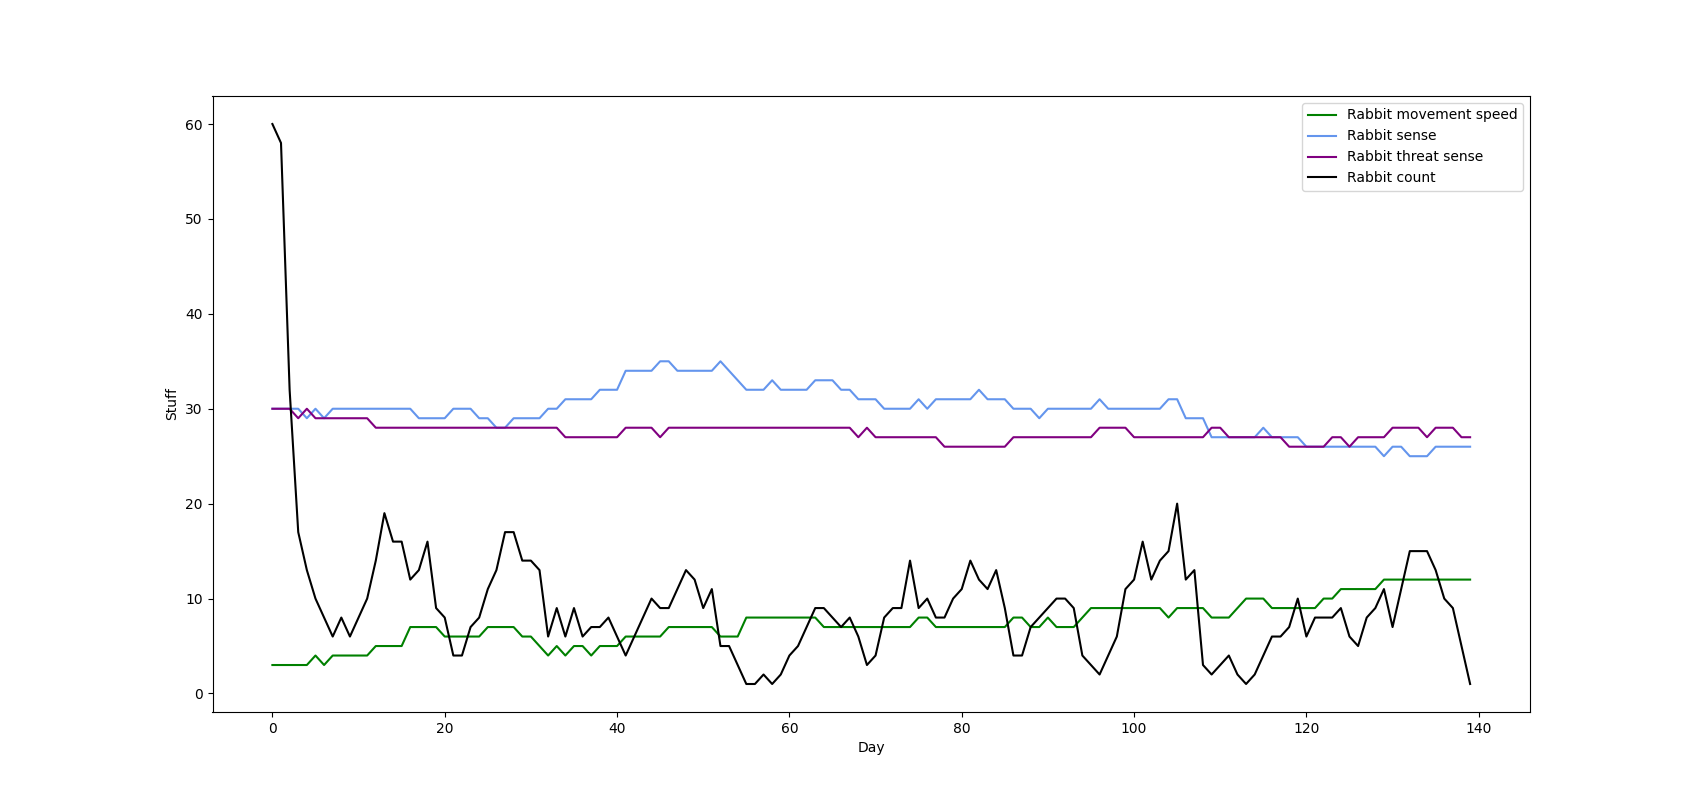 Rabbit movement speed
Rabbit sense
Rabbit threat sense
Rabbit count
60
50
40
30
20
10
0
Stuff
0 20 40 60 80 100 120 140
Day